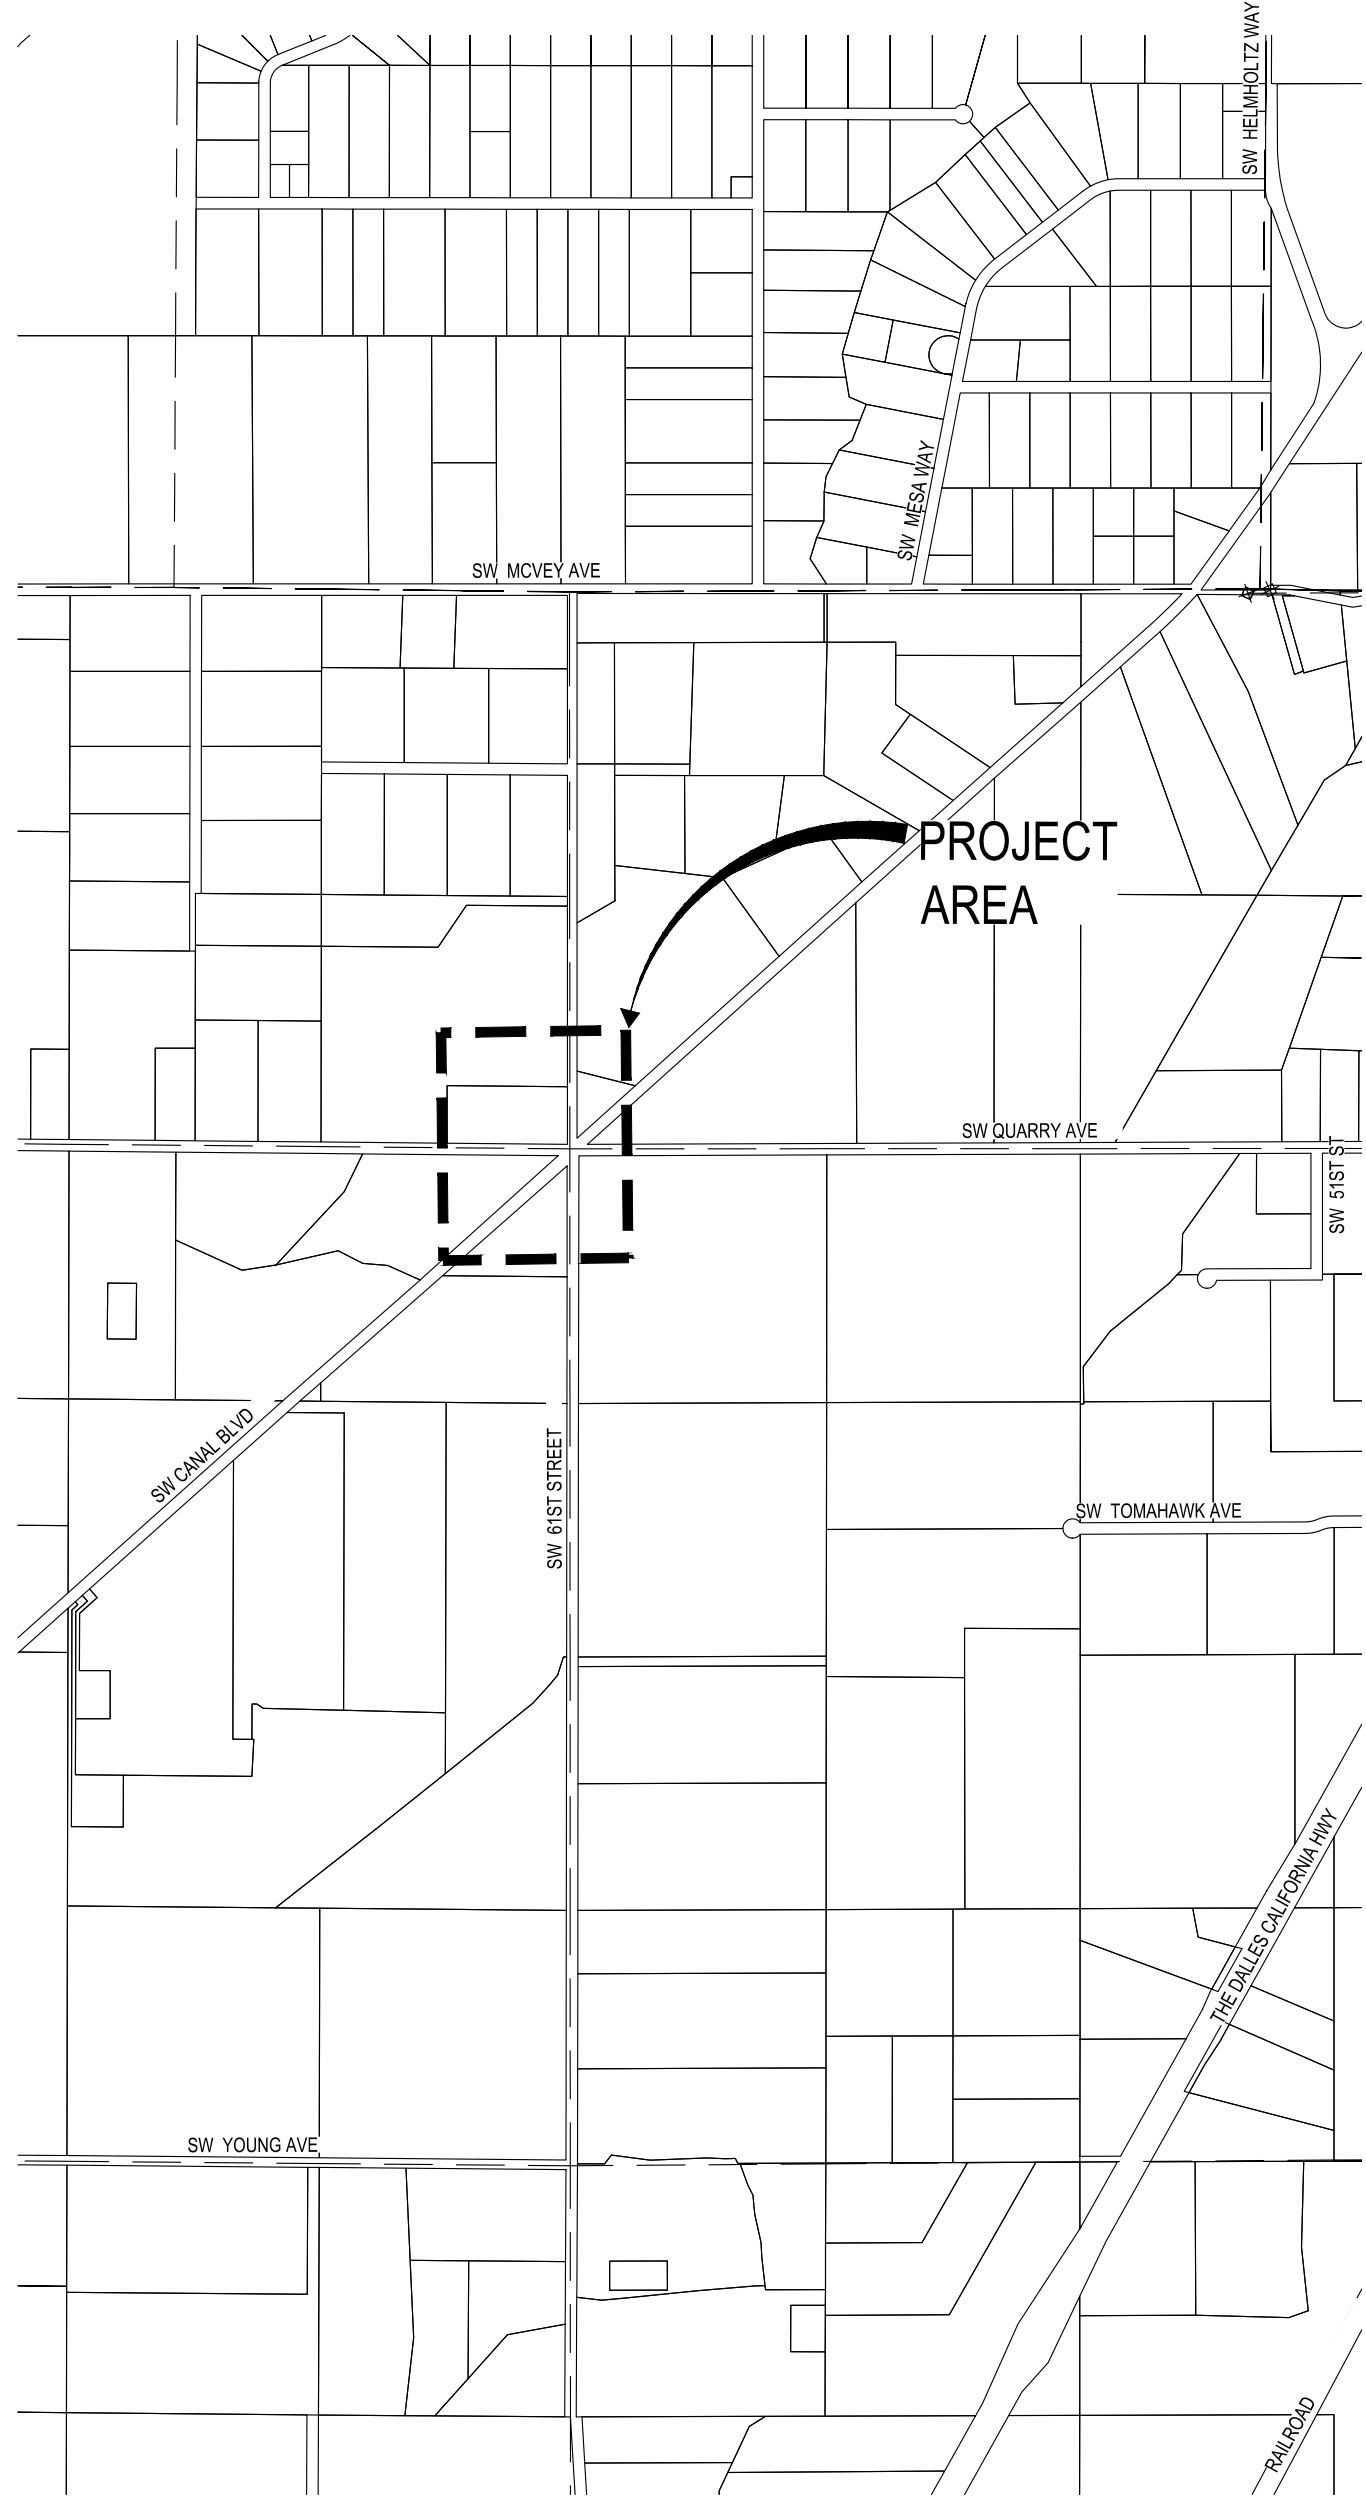 SW HELMHOLTZ WAY
SW MESA WAY
SW MCVEY AVE
PROJECT
AREA
SW QUARRY AVE
SW 51ST ST
SW CANAL BLVD
SW 61ST STREET
SW TOMAHAWK AVE
THE DALLES CALIFORNIA HWY
SW YOUNG AVE
RAILROAD